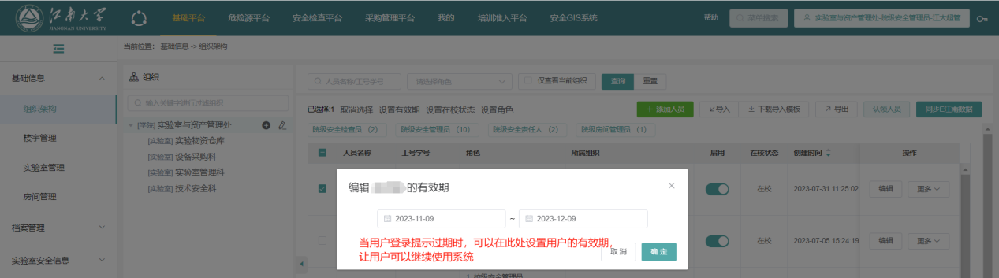 江南大学
JIANGNAN UNIVERSITY
基础平台 危险源平台 安全检查平台 采购管理平台 我的 培训准入平台 安全GIS系统
帮助 菜单搜索 实验室与资产管理处-院级安全管理员-江大超管
当前位置: 基础信息 -> 组织架构
基础信息
组织架构
楼宇管理
实验室管理
房间管理
档案管理
实验室安全信息
组织
输入关键字进行过滤组织
[学院] 实验室与资产管理处
[实验室] 实验物资仓库
[实验室] 设备采购科
[实验室] 实验室管理科
[实验室] 技术安全科
人员名称/工号学号 请选择角色 仅查看当前组织 查询 重置
已选择:1 取消选择 设置有效期 设置在校状态 设置角色
+ 添加人员 导入 下载导入模板 导出 认领人员 同步E江南数据
院级安全检查员 (2) 院级安全管理员 (10) 院级安全责任人 (2) 院级房间管理员 (1)
人员名称 工号学号 角色 所属组织 启用 在校状态 创建时间 操作
在校 2023-07-31 11:25:02 编辑 更多
在校 2023-07-05 15:24:19 编辑 更多
编辑 的有效期
2023-11-09 ~ 2023-12-09
当用户登录提示过期时，可以在此处设置用户的有效期，
让用户可以继续使用系统
取消 确定
1. 校级安全管理员